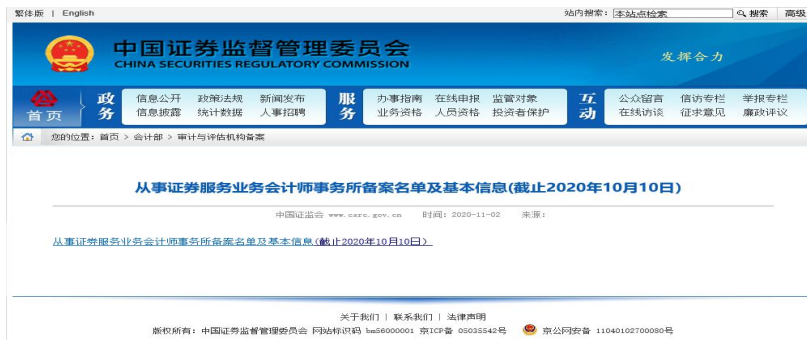 繁体版 | English 站内搜索: 本站点检索 搜索 高级
中国证券监督管理委员会
CHINA SECURITIES REGULATORY COMMISSION
发挥合力
首页
政务
信息公开 政策法规 新闻发布
信息披露 统计数据 人事招聘
服务
办事指南 在线申报 监管对象
业务资格 人员资格 投资者保护
互动
公众留言 信访专栏 举报专栏
在线访谈 征求意见 廉政评议
您的位置: 首页 > 会计部 > 审计与评估机构备案
从事证券服务业务会计师事务所备案名单及基本信息(截止2020年10月10日)
中国证监会 www.csrc.gov.cn 时间: 2020-11-02 来源:
从事证券服务业务会计师事务所备案名单及基本信息(截止2020年10月10日)
关于我们 | 联系我们 | 法律声明
版权所有: 中国证券监督管理委员会 网站标识码 bm56000001 京ICP备 05035542号 京公网安备 11040102700080号